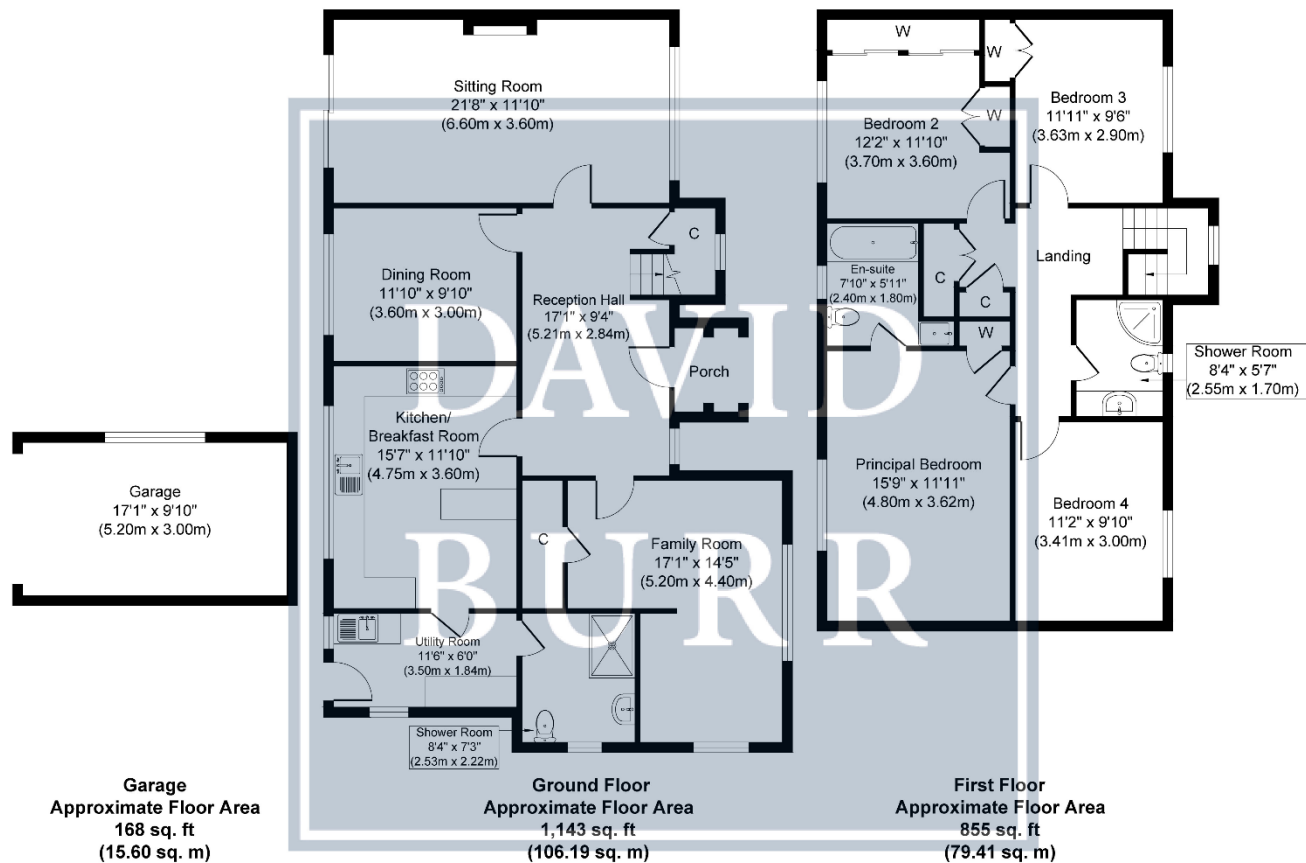 Sitting Room
21'8" x 11'10"
(6.60m x 3.60m)
Dining Room
11'10" x 9'10"
(3.60m x 3.00m)
Reception Hall
17'1" x 9'4"
(5.21m x 2.84m)
C
Porch
Kitchen/
Breakfast Room
15'7" x 11'10"
(4.75m x 3.60m)
Family Room
17'1" x 14'5"
(5.20m x 4.40m)
C
Utility Room
11'6" x 6'0"
(3.50m x 1.84m)
Shower Room
8'4" x 7'3"
(2.53m x 2.22m)
Garage
17'1" x 9'10"
(5.20m x 3.00m)
W
W
W
Bedroom 2
12'2" x 11'10"
(3.70m x 3.60m)
Bedroom 3
11'11" x 9'6"
(3.63m x 2.90m)
En-suite
7'10" x 5'11"
(2.40m x 1.80m)
C
C
W
Landing
Shower Room
8'4" x 5'7"
(2.55m x 1.70m)
Principal Bedroom
15'9" x 11'11"
(4.80m x 3.62m)
Bedroom 4
11'2" x 9'10"
(3.41m x 3.00m)
DAVID
BURR
Garage
Approximate Floor Area
168 sq. ft
(15.60 sq. m)
Ground Floor
Approximate Floor Area
1,143 sq. ft
(106.19 sq. m)
First Floor
Approximate Floor Area
855 sq. ft
(79.41 sq. m)